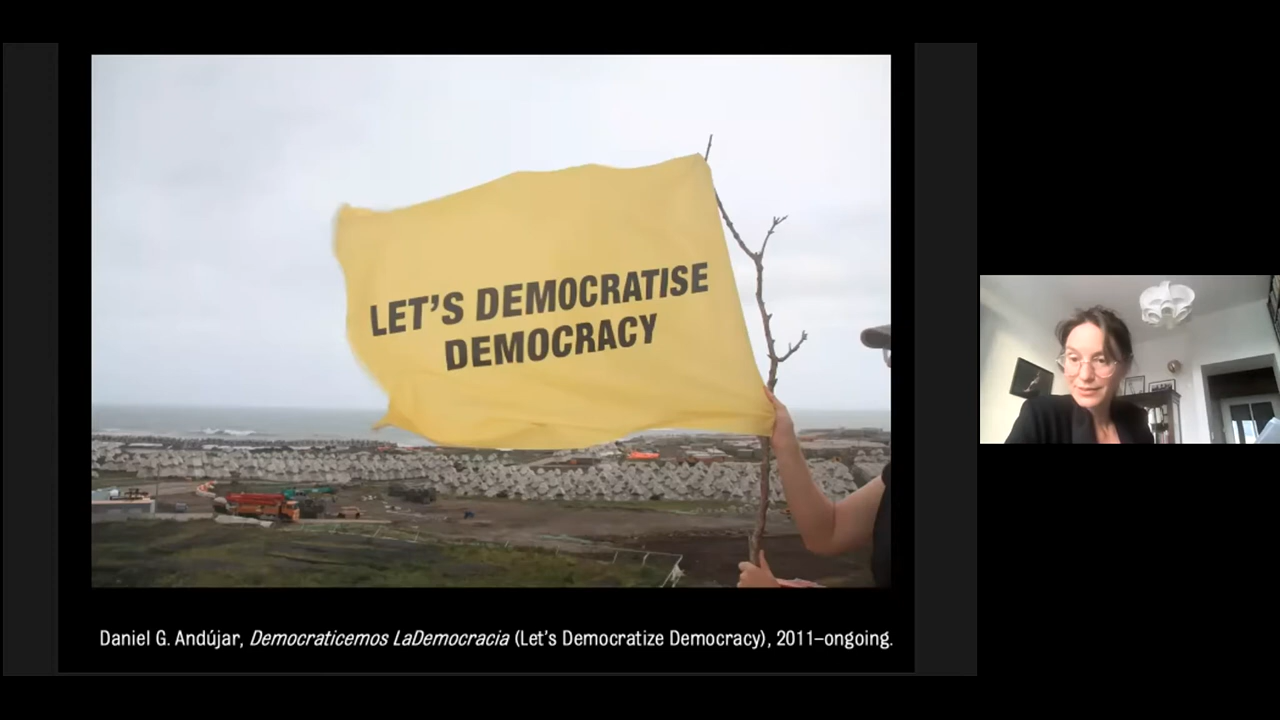 LET'S DEMOCRATISE
DEMOCRACY
Daniel G. Andújar, Democraticemos LaDemocracia (Let's Democratize Democracy), 2011–ongoing.